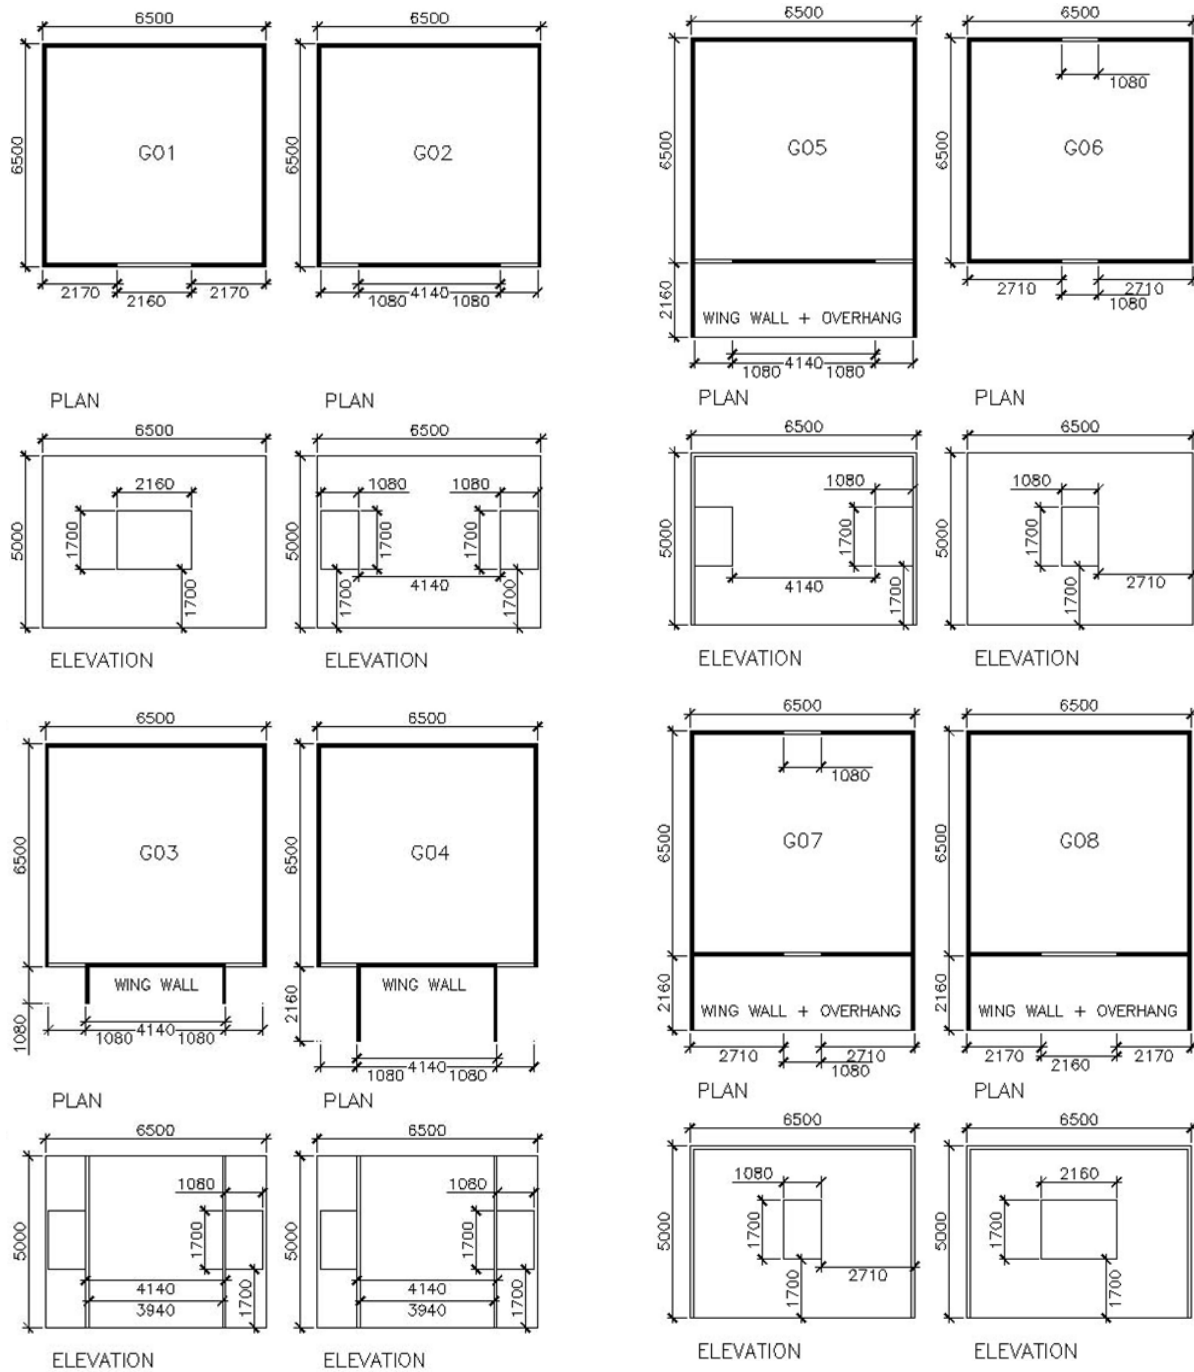 6500 6500 6500 6500
6500 G01 G02
6500 G05 6500 1080 G06
2170 2160 2170 1080 4140 1080
2710 1080 2710
2160 WING WALL + OVERHANG
1080 4140 1080
PLAN PLAN PLAN PLAN
6500 6500 6500 6500
5000 2160 1700 1700
1080 1080 1700 1700 4140 1700 1700
5000 1080 1700 4140 1700
5000 1080 1700 2710 1700
ELEVATION ELEVATION ELEVATION ELEVATION
6500 6500 6500 6500
6500 G03 6500 G04
6500 1080 G07 6500 G08
1080 WING WALL 2160 WING WALL
2160 WING WALL + OVERHANG 2160 WING WALL + OVERHANG
1080 4140 1080 1080 4140 1080
2710 1080 2710 2170 2160 2170
PLAN PLAN PLAN PLAN
6500 6500 6500 6500
5000 1080 1700 4140 3940 1700
5000 1080 1700 4140 3940 1700
5000 1080 1700 2710 1700
5000 2160 1700 1700
ELEVATION ELEVATION ELEVATION ELEVATION